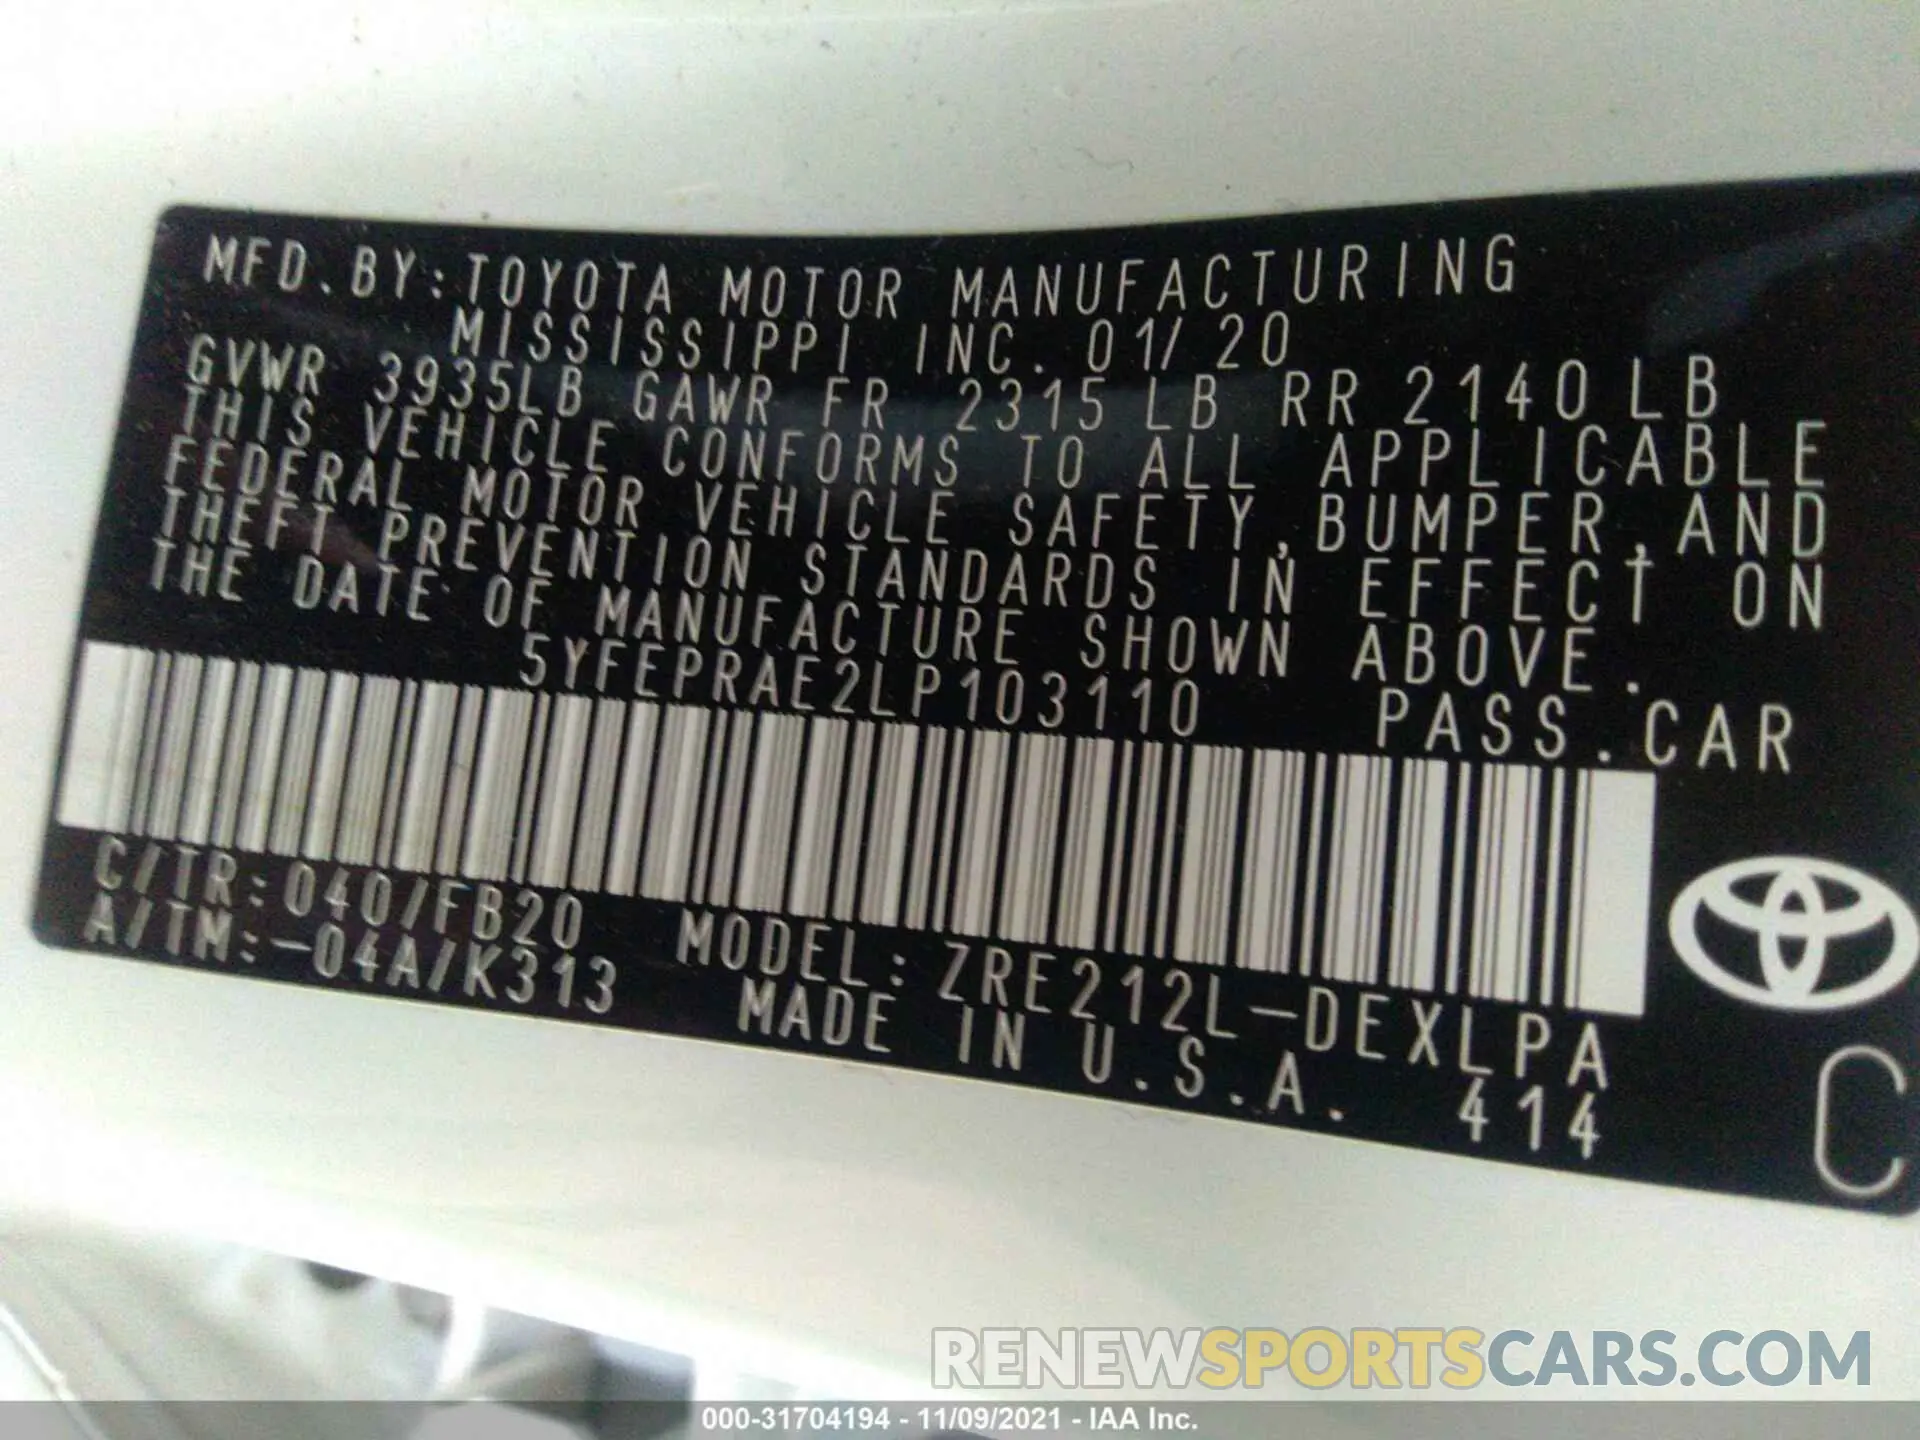 MFD.BY:TOYOTA MOTOR MANUFACTURING
MISSISSIPPI INC. 01/20
GVWR 3935LB GAWR FR 2315LB RR 2140LB
THIS VEHICLE CONFORMS TO ALL APPLICABLE
FEDERAL MOTOR VEHICLE SAFETY,BUMPER,AND
THEFT PREVENTION STANDARDS IN EFFECT ON
THE DATE OF MANUFACTURE SHOWN ABOVE.
5YFEPRAE2LP103110 PASS.CAR
C/TR:040/FB20 MODEL:ZRE212L-DEXLPA
A/TM:-04A/K313 MADE IN U.S.A. 414
C
RENEWSPORTSCARS.COM
000-31704194 - 11/09/2021 - IAA Inc.